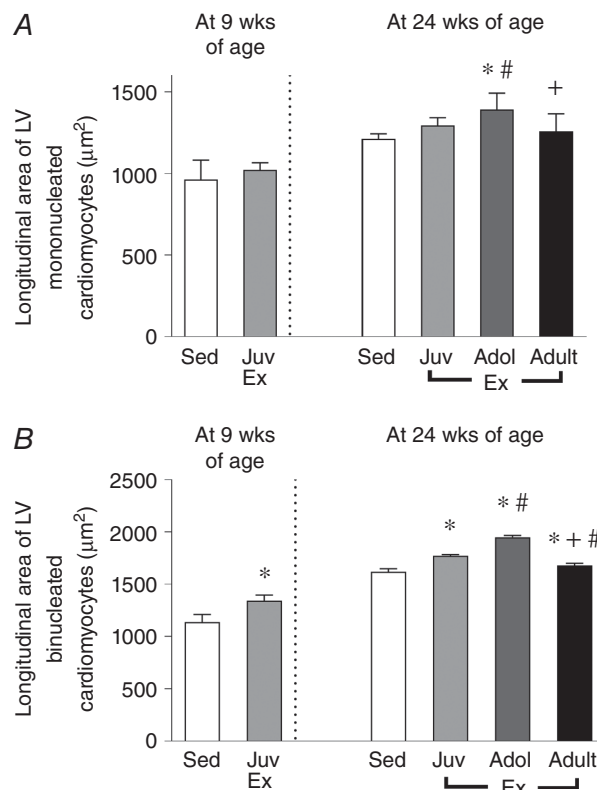 A
At 9 wks
of age
At 24 wks of age
Longitudinal area of LV
mononucleated
cardiomyocytes (μm²)
1500
1000
500
0
* #
+
Sed
Juv
Ex
Sed
Juv
Adol
Adult
Ex
B
At 9 wks
of age
At 24 wks of age
Longitudinal area of LV
binucleated
cardiomyocytes (μm²)
2500
2000
1500
1000
500
0
*
*
* #
* + #
Sed
Juv
Ex
Sed
Juv
Adol
Adult
Ex